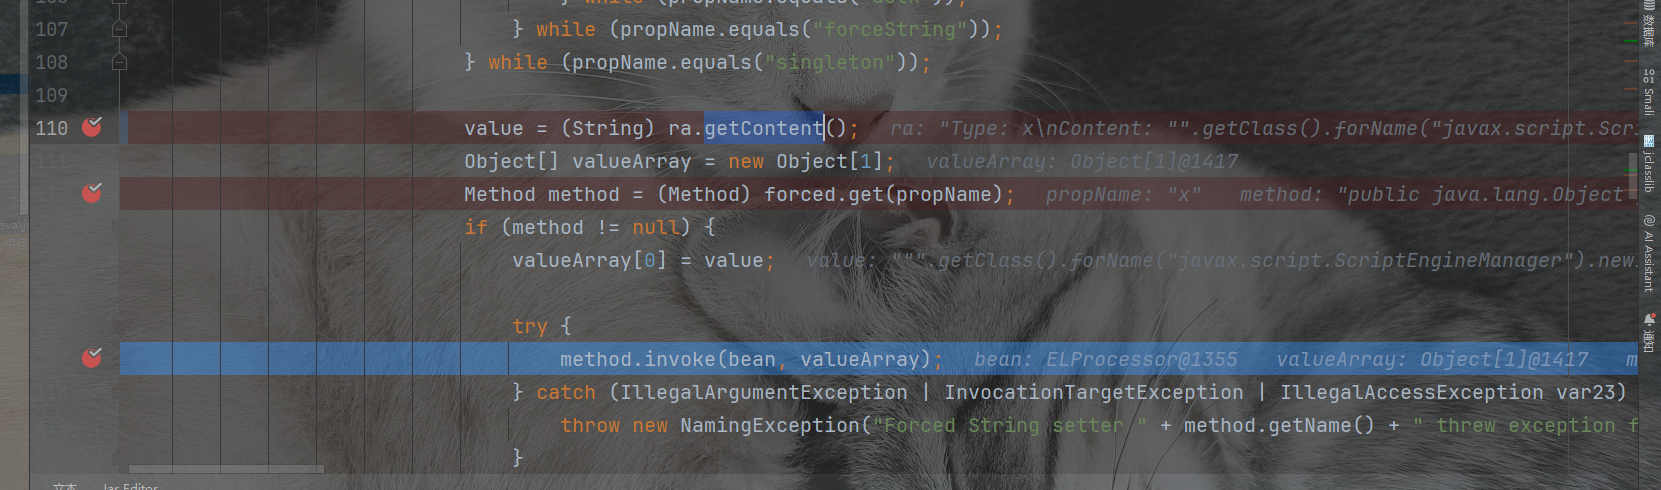 107 } while (propName.equals("forceString"));
108 } while (propName.equals("singleton"));
109
110 value = (String) ra.getContent(); ra: "Type: x\nContent: "".getClass().forName("javax.script.Scri
111 Object[] valueArray = new Object[1]; valueArray: Object[1]@1417
Method method = (Method) forced.get(propName); propName: "x" method: "public java.lang.Object
if (method != null) {
valueArray[0] = value; value: """.getClass().forName("javax.script.ScriptEngineManager").new
try {
method.invoke(bean, valueArray); bean: ELProcessor@1355 valueArray: Object[1]@1417 m
} catch (IllegalArgumentException | InvocationTargetException | IllegalAccessException var23)
throw new NamingException("Forced String setter " + method.getName() + " threw exception f
}
文本 Jar Editor
数据库
Smali
jclasslib
@ AI Assistant
通知